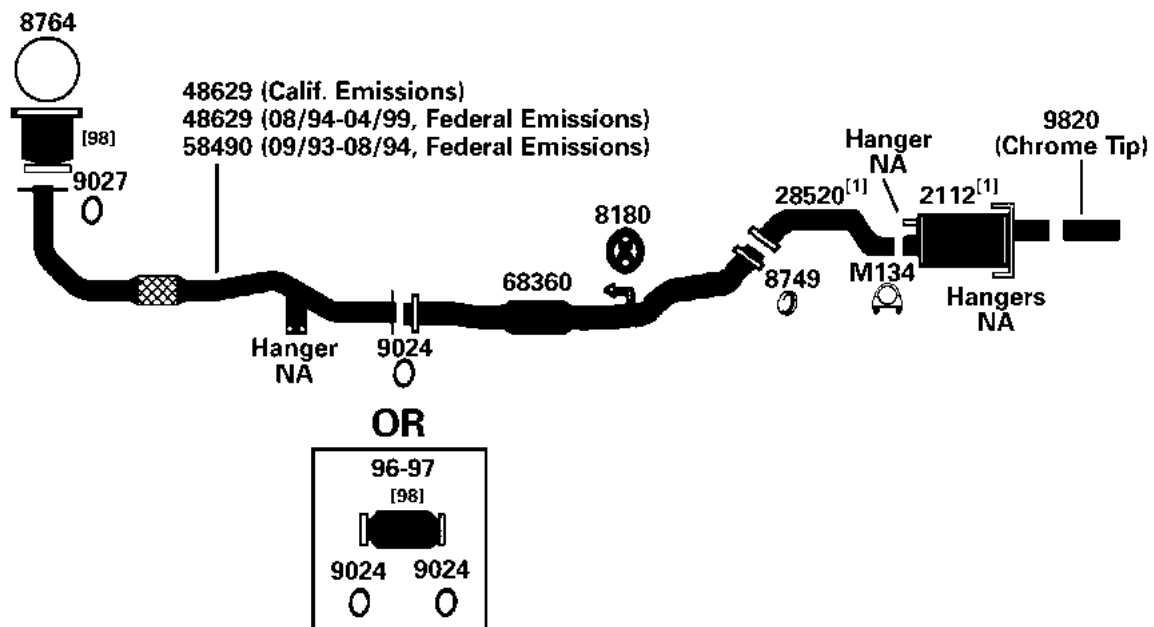 8764
48629 (Calif. Emissions)
48629 (08/94-04/99, Federal Emissions)
58490 (09/93-08/94, Federal Emissions)
[98]
9027
Hanger
NA
9820
(Chrome Tip)
28520[1]
2112[1]
8180
M134
8749
68360
Hangers
NA
Hanger
NA
9024
OR
96-97
[98]
9024
9024